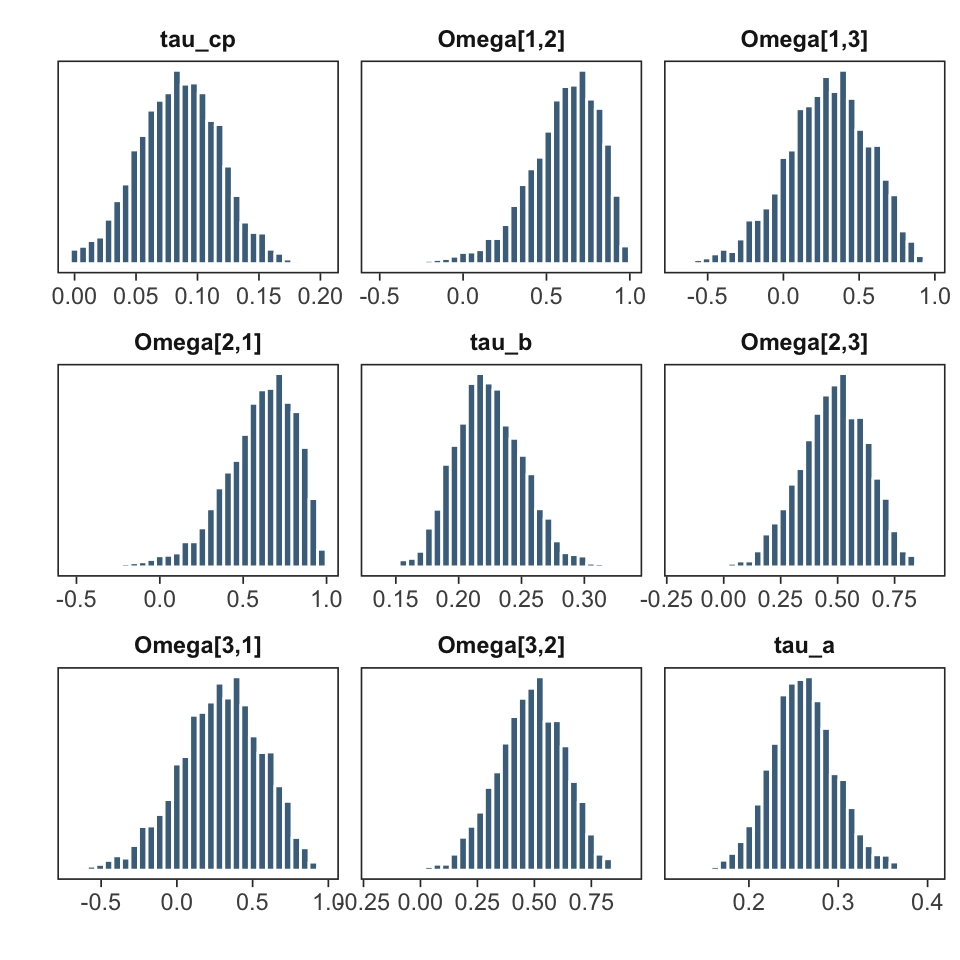 tau_cp Omega[1,2] Omega[1,3]
0.00 0.05 0.10 0.15 0.20 -0.5 0.0 0.5 1.0 -0.5 0.0 0.5 1.0
Omega[2,1] tau_b Omega[2,3]
-0.5 0.0 0.5 1.0 0.15 0.20 0.25 0.30 -0.25 0.00 0.25 0.50 0.75
Omega[3,1] Omega[3,2] tau_a
-0.5 0.0 0.5 1.0 -0.25 0.00 0.25 0.50 0.75 0.2 0.3 0.4